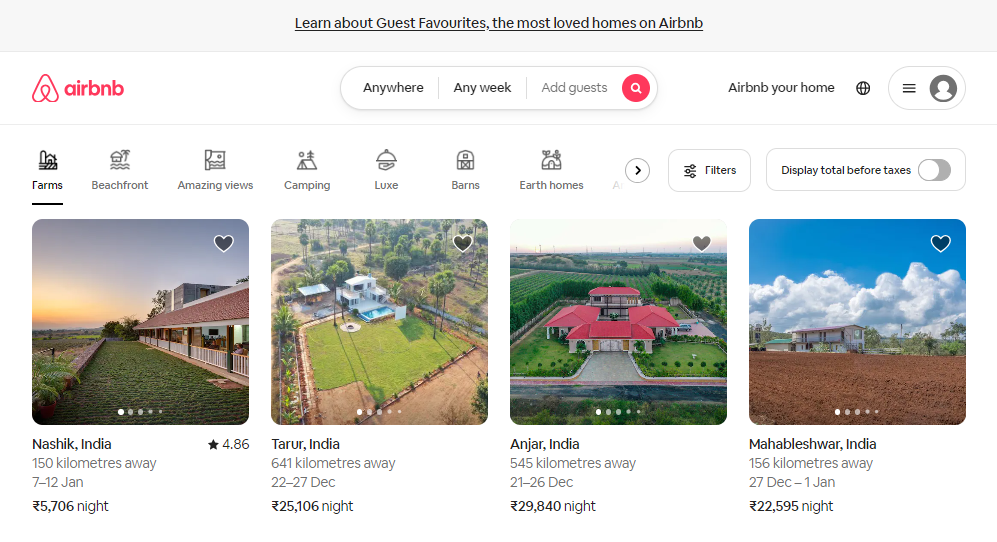 Learn about Guest Favourites, the most loved homes on Airbnb
airbnb
Anywhere
Any week
Add guests
Airbnb your home
Farms
Beachfront
Amazing views
Camping
Luxe
Barns
Earth homes
Filters
Display total before taxes
Nashik, India
4.86
150 kilometres away
7–12 Jan
₹5,706 night
Tarur, India
641 kilometres away
22–27 Dec
₹25,106 night
Anjar, India
545 kilometres away
21–26 Dec
₹29,840 night
Mahableshwar, India
156 kilometres away
27 Dec – 1 Jan
₹22,595 night